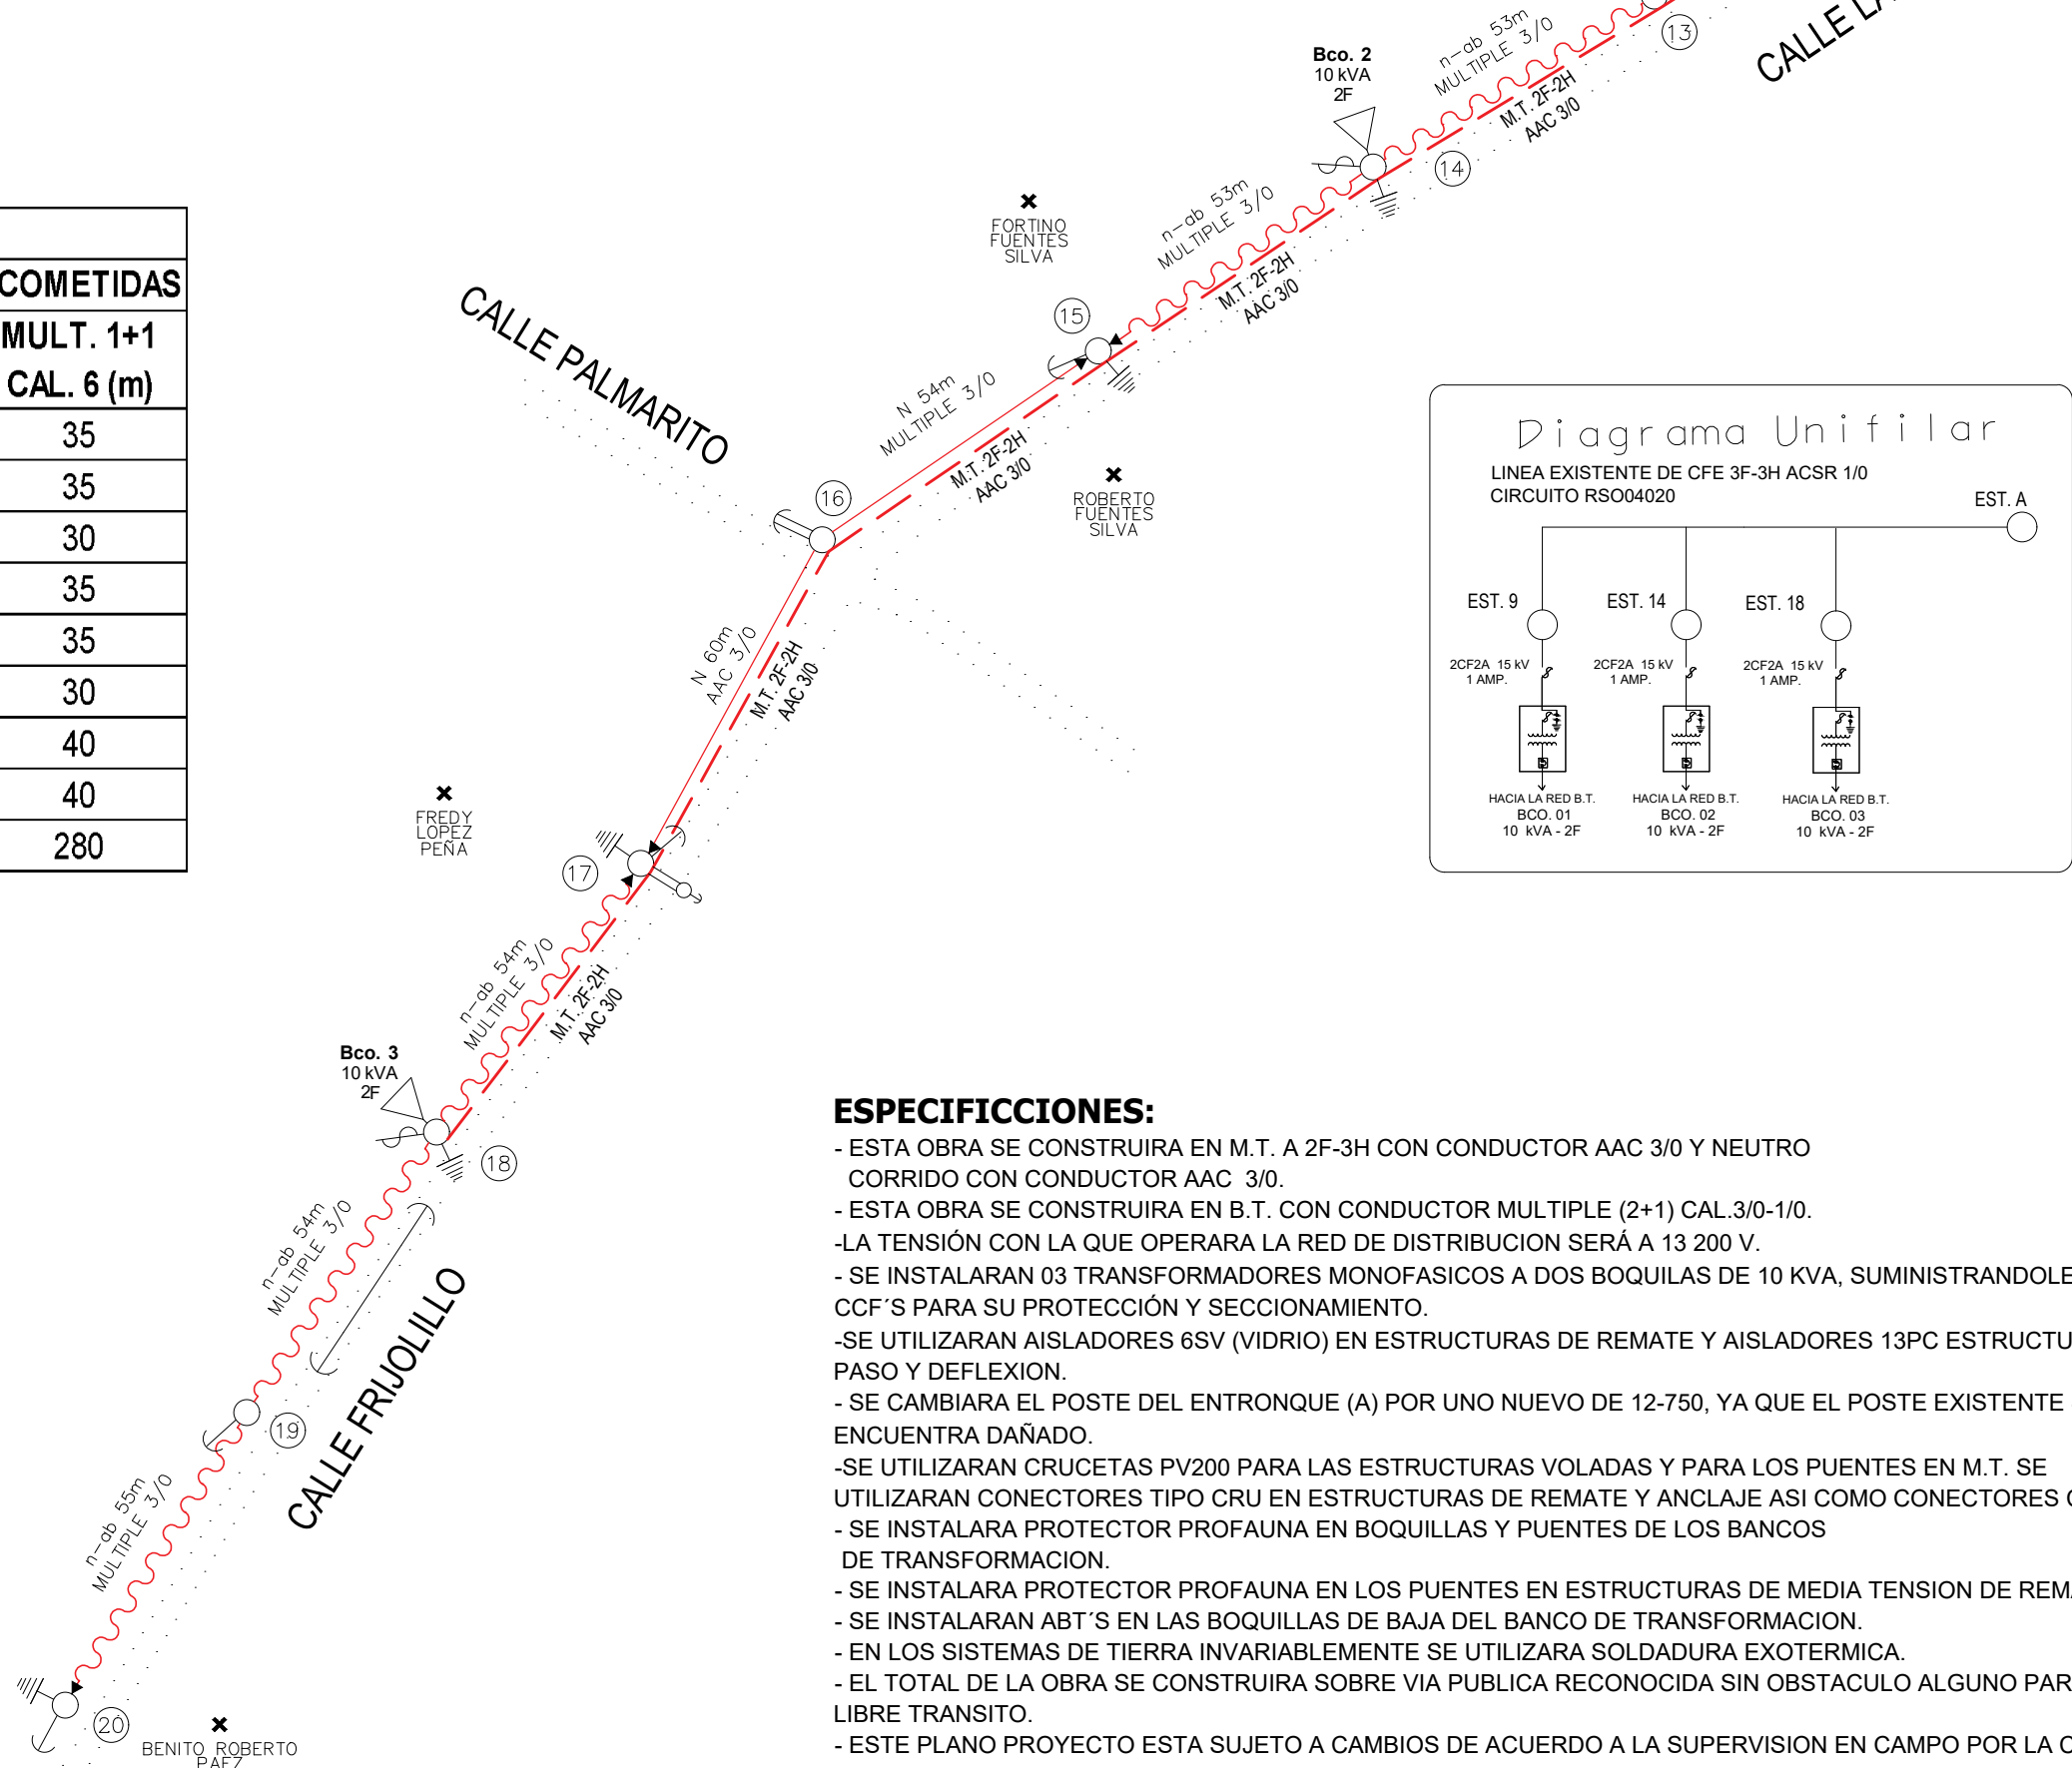 COMETIDAS
MULT. 1+1
CAL. 6 (m)
35
35
30
35
35
30
40
40
280
CALLE
13
n-ab 53m
MULTIPLE 3/0
M.T. 2F-2H
AAC 3/0
Bco. 2
10 kVA
2F
14
n-ab 53m
MULTIPLE 3/0
M.T. 2F-2H
AAC 3/0
FORTINO
FUENTES
SILVA
15
CALLE PALMARITO
N 54m
MULTIPLE 3/0
M.T. 2F-2H
AAC 3/0
ROBERTO
FUENTES
SILVA
16
N 60m
AAC 3/0
M.T. 2F-2H
AAC 3/0
FREDY
LOPEZ
PEÑA
17
n-ab 54m
MULTIPLE 3/0
M.T. 2F-2H
AAC 3/0
Bco. 3
10 kVA
2F
18
n-ab 54m
MULTIPLE 3/0
CALLE FRIJOLILLO
19
n-ab 55m
MULTIPLE 3/0
20
BENITO ROBERTO
PAEZ
Diagrama Unifilar
LINEA EXISTENTE DE CFE 3F-3H ACSR 1/0
CIRCUITO RSO04020
EST. A
EST. 9
EST. 14
EST. 18
2CF2A 15 kV
1 AMP.
2CF2A 15 kV
1 AMP.
2CF2A 15 kV
1 AMP.
HACIA LA RED B.T.
BCO. 01
10 kVA - 2F
HACIA LA RED B.T.
BCO. 02
10 kVA - 2F
HACIA LA RED B.T.
BCO. 03
10 kVA - 2F
ESPECIFICCIONES:
- ESTA OBRA SE CONSTRUIRA EN M.T. A 2F-3H CON CONDUCTOR AAC 3/0 Y NEUTRO
CORRIDO CON CONDUCTOR AAC 3/0.
- ESTA OBRA SE CONSTRUIRA EN B.T. CON CONDUCTOR MULTIPLE (2+1) CAL.3/0-1/0.
-LA TENSIÓN CON LA QUE OPERARA LA RED DE DISTRIBUCION SERÁ A 13 200 V.
- SE INSTALARAN 03 TRANSFORMADORES MONOFASICOS A DOS BOQUILAS DE 10 KVA, SUMINISTRANDOLE
CCF´S PARA SU PROTECCIÓN Y SECCIONAMIENTO.
-SE UTILIZARAN AISLADORES 6SV (VIDRIO) EN ESTRUCTURAS DE REMATE Y AISLADORES 13PC ESTRUCTU
PASO Y DEFLEXION.
- SE CAMBIARA EL POSTE DEL ENTRONQUE (A) POR UNO NUEVO DE 12-750, YA QUE EL POSTE EXISTENTE
ENCUENTRA DAÑADO.
-SE UTILIZARAN CRUCETAS PV200 PARA LAS ESTRUCTURAS VOLADAS Y PARA LOS PUENTES EN M.T. SE
UTILIZARAN CONECTORES TIPO CRU EN ESTRUCTURAS DE REMATE Y ANCLAJE ASI COMO CONECTORES
- SE INSTALARA PROTECTOR PROFAUNA EN BOQUILLAS Y PUENTES DE LOS BANCOS
DE TRANSFORMACION.
- SE INSTALARA PROTECTOR PROFAUNA EN LOS PUENTES EN ESTRUCTURAS DE MEDIA TENSION DE REMA
- SE INSTALARAN ABT´S EN LAS BOQUILLAS DE BAJA DEL BANCO DE TRANSFORMACION.
- EN LOS SISTEMAS DE TIERRA INVARIABLEMENTE SE UTILIZARA SOLDADURA EXOTERMICA.
- EL TOTAL DE LA OBRA SE CONSTRUIRA SOBRE VIA PUBLICA RECONOCIDA SIN OBSTACULO ALGUNO PAR
LIBRE TRANSITO.
- ESTE PLANO PROYECTO ESTA SUJETO A CAMBIOS DE ACUERDO A LA SUPERVISION EN CAMPO POR LA